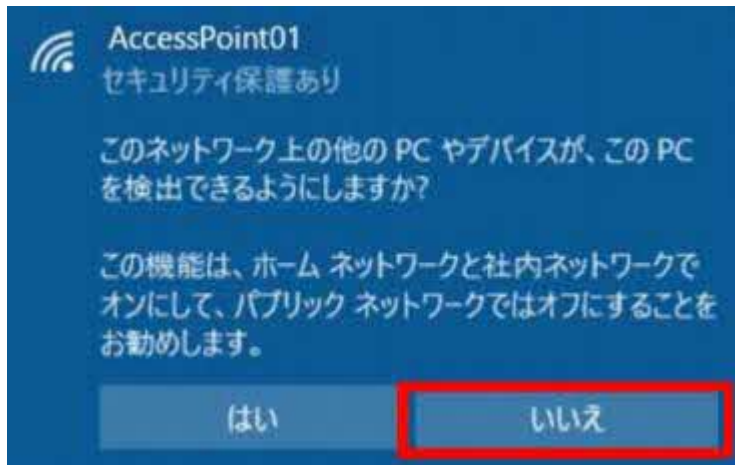 AccessPoint01
セキュリティ保護あり
このネットワーク上の他の PC やデバイスが、この PC
を検出できるようにしますか?
この機能は、ホーム ネットワークと社内ネットワークで
オンにして、パブリック ネットワークではオフにすることを
お勧めします。
はい
いいえ